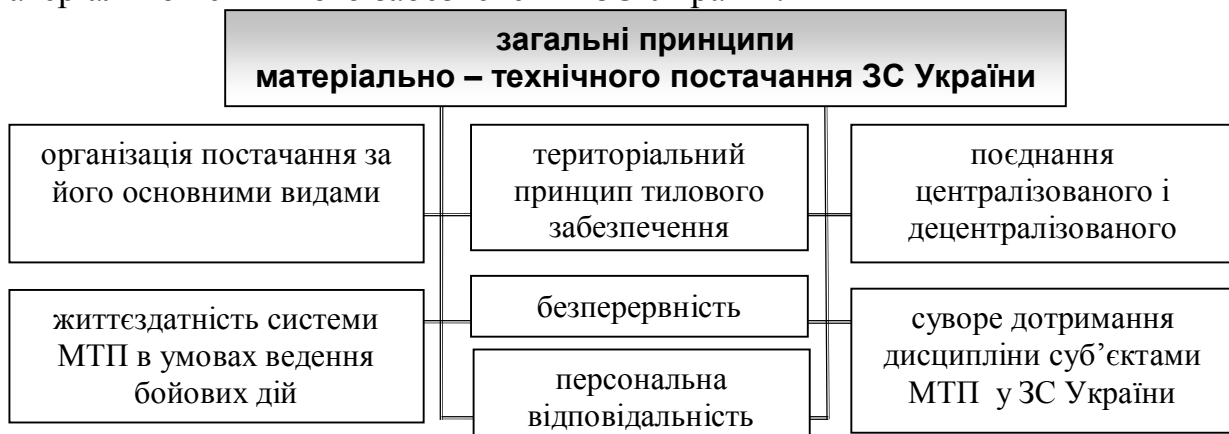 загальні принципи
матеріально – технічного постачання ЗС України
організація постачання за
його основними видами
територіальний
принцип тилового
забезпечення
поєднання
централізованого і
децентралізованого
життєздатність системи
МТП в умовах ведення
бойових дій
безперервність
персональна
відповідальність
суворе дотримання
дисципліни суб’єктами
МТП у ЗС України